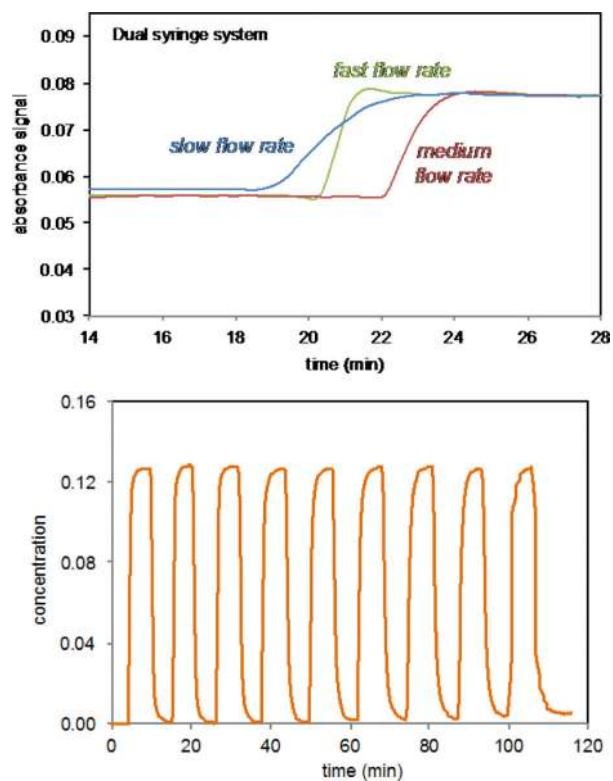 Dual syringe system
fast flow rate
slow flow rate
medium
flow rate
absorbance signal
0.09
0.08
0.07
0.06
0.05
0.04
0.03
14 16 18 20 22 24 26 28
time (min)
concentration
0.16
0.12
0.08
0.04
0.00
0 20 40 60 80 100 120
time (min)